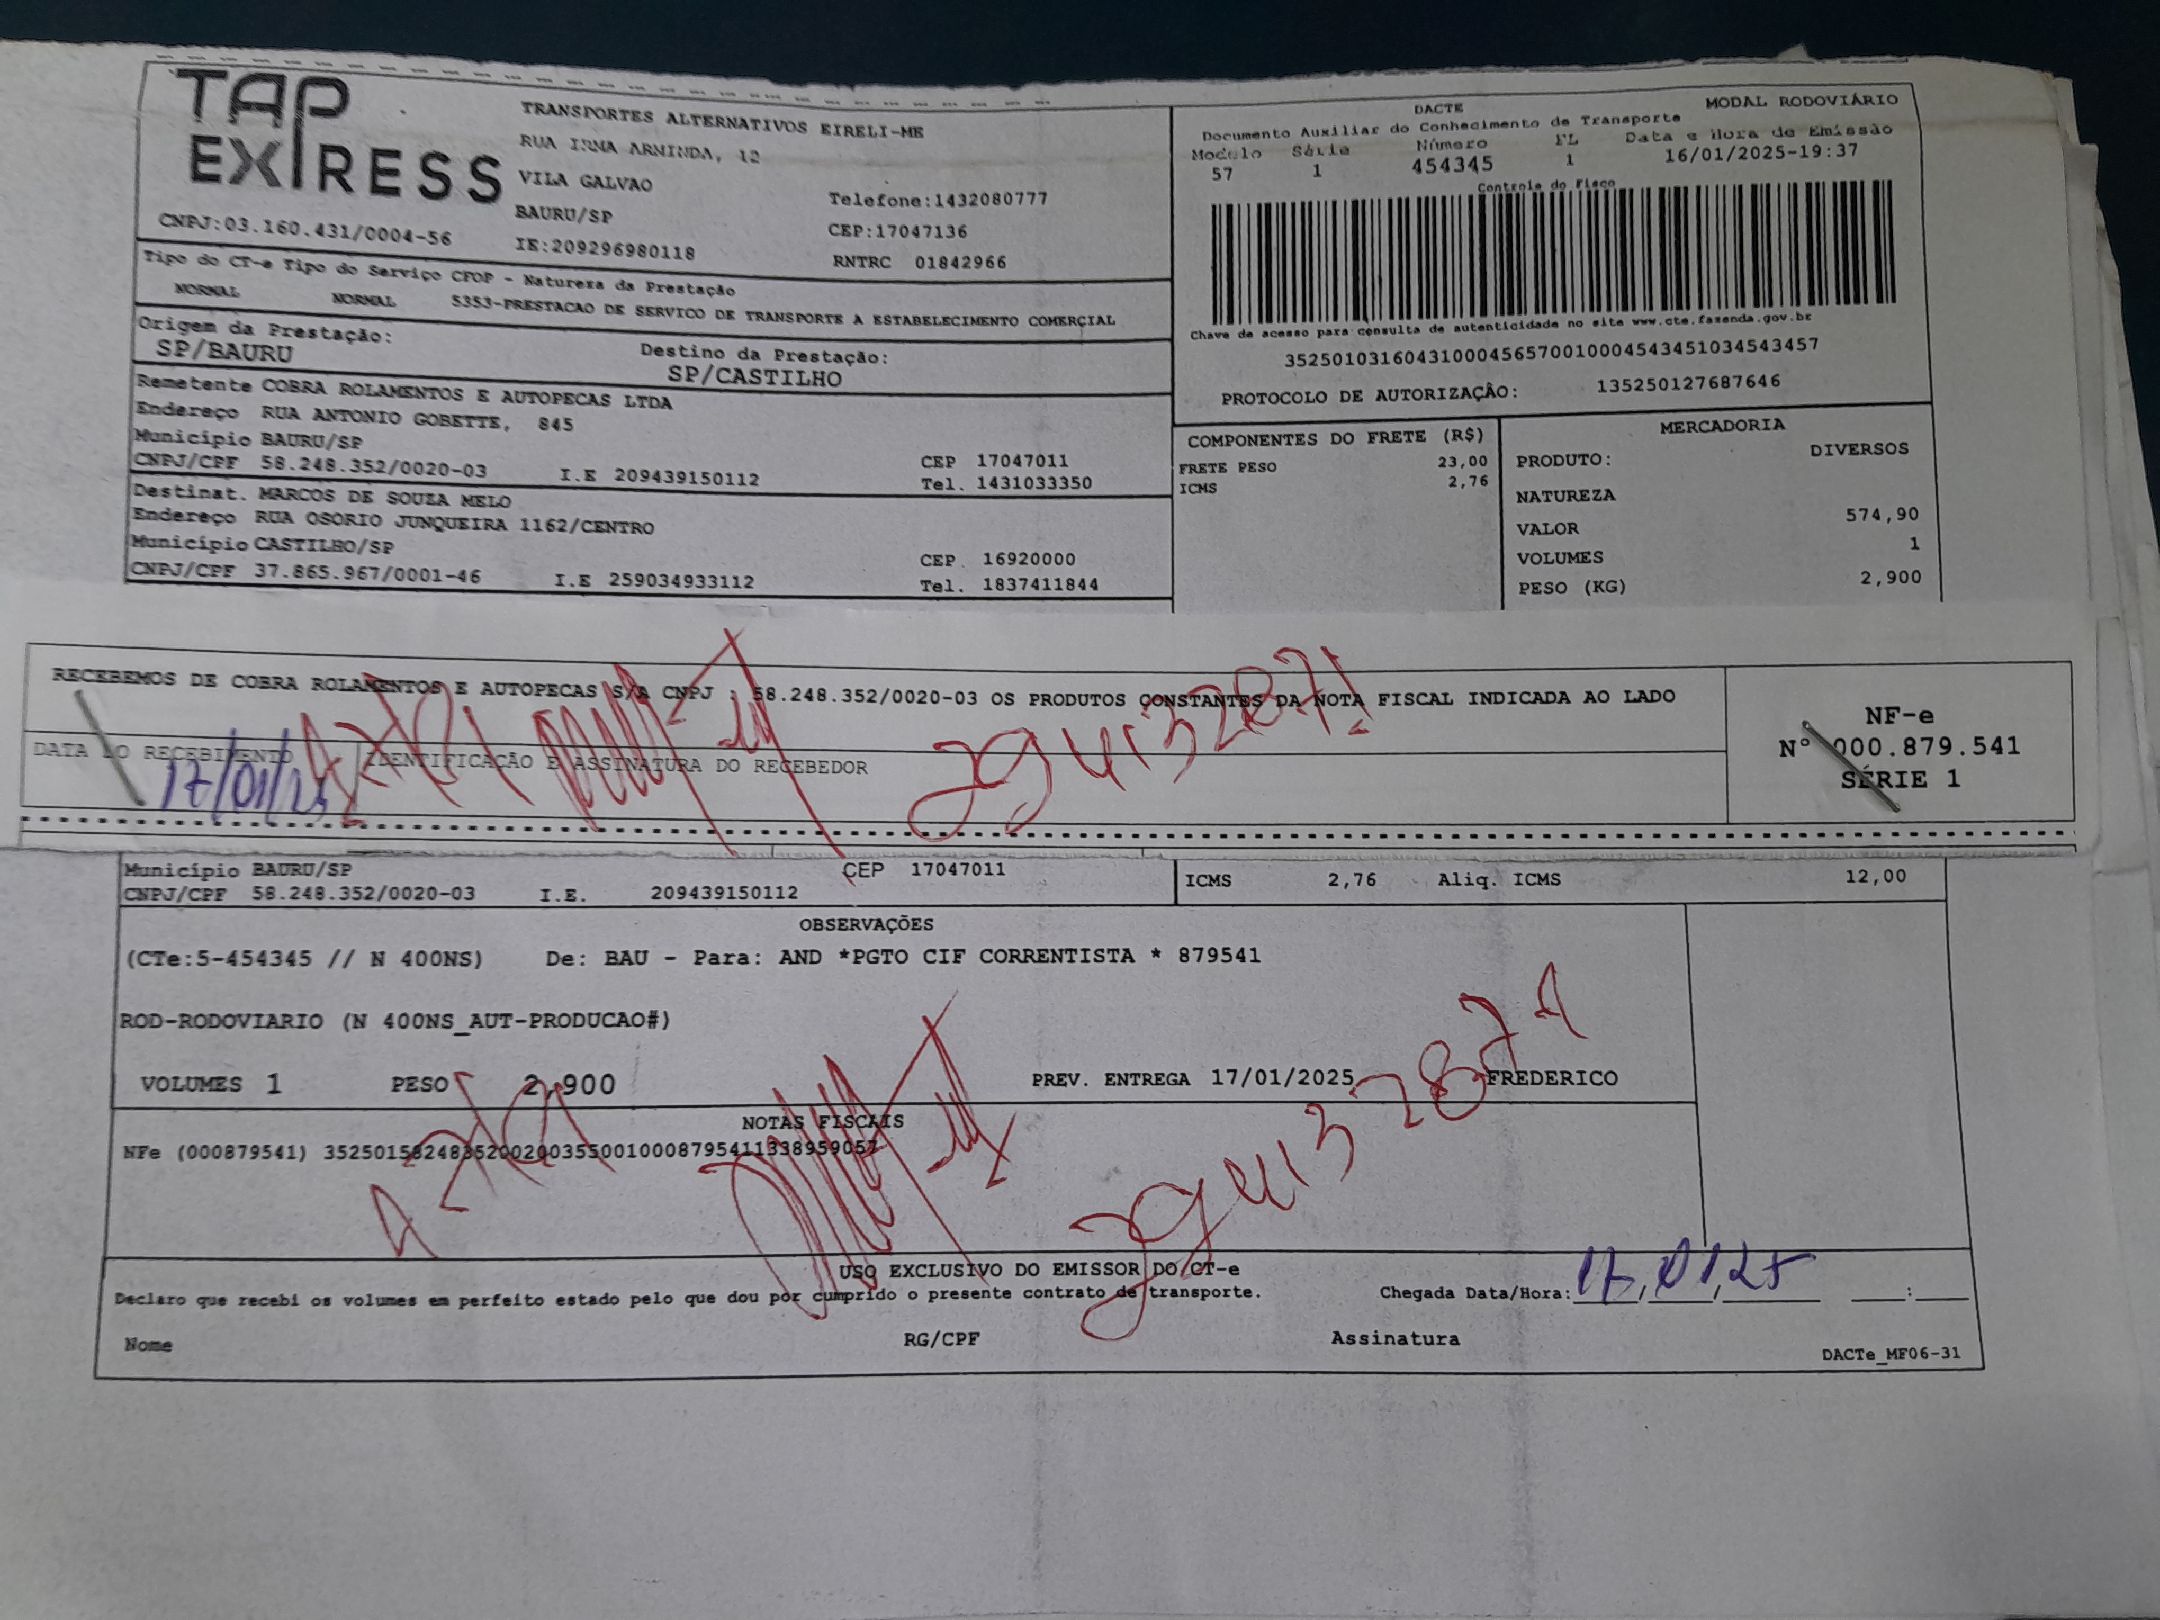 TAP
EXPRESS
CNPJ:03.160.431/0004-56
TRANSPORTES ALTERNATIVOS EIRELI-ME
RUA IRMA ARMINDA, 12
VILA GALVAO
BAURU/SP
IE:209296980118
Telefone:1432080777
CEP:17047136
RNTRC 01842966
DACTE MODAL RODOVIÁRIO
Documento Auxiliar do Conhecimento de Transporte
Modelo Série Número FL Data e Hora de Emissão
57 1 454345 1 16/01/2025-19:37
Controle do Fisco
Chave de acesso para consulta de autenticidade no site www.cte.fazenda.gov.br
35250103160431000456570010004543451034543457
PROTOCOLO DE AUTORIZAÇÃO: 135250127687646
Tipo do CT-e Tipo do Serviço CFOP - Natureza da Prestação
NORMAL NORMAL 5353-PRESTACAO DE SERVICO DE TRANSPORTE A ESTABELECIMENTO COMERCIAL
Origem da Prestação: Destino da Prestação:
SP/BAURU SP/CASTILHO
Remetente COBRA ROLAMENTOS E AUTOPECAS LTDA
Endereço RUA ANTONIO GOBETTE, 845
Município BAURU/SP CEP 17047011
CNPJ/CPF 58.248.352/0020-03 I.E 209439150112 Tel. 1431033350
Destinat. MARCOS DE SOUZA MELO
Endereço RUA OSORIO JUNQUEIRA 1162/CENTRO
Município CASTILHO/SP CEP 16920000
CNPJ/CPF 37.865.967/0001-46 I.E 259034933112 Tel. 1837411844
COMPONENTES DO FRETE (R$)
FRETE PESO 23,00
ICMS 2,76
MERCADORIA
PRODUTO: DIVERSOS
NATUREZA
VALOR 574,90
VOLUMES 1
PESO (KG) 2,900
RECEBEMOS DE COBRA ROLAMENTOS E AUTOPECAS S/A CNPJ : 58.248.352/0020-03 OS PRODUTOS CONSTANTES DA NOTA FISCAL INDICADA AO LADO
DATA DO RECEBIMENTO IDENTIFICAÇÃO E ASSINATURA DO RECEBEDOR
17/01/25
NF-e
N° 000.879.541
SÉRIE 1
Município BAURU/SP CEP 17047011
CNPJ/CPF 58.248.352/0020-03 I.E. 209439150112
ICMS 2,76 Aliq. ICMS 12,00
OBSERVAÇÕES
(CTe:5-454345 // N 400NS) De: BAU - Para: AND *PGTO CIF CORRENTISTA * 879541
ROD-RODOVIARIO (N 400NS_AUT-PRODUCAO#)
VOLUMES 1 PESO 2,900 PREV. ENTREGA 17/01/2025 FREDERICO
NOTAS FISCAIS
NFe (000879541) 35250158248352002003550010008795411338959057
USO EXCLUSIVO DO EMISSOR DO CT-e
Declaro que recebi os volumes em perfeito estado pelo que dou por cumprido o presente contrato de transporte. Chegada Data/Hora: 17,01,25 :
Nome RG/CPF Assinatura
DACTe_MF06-31